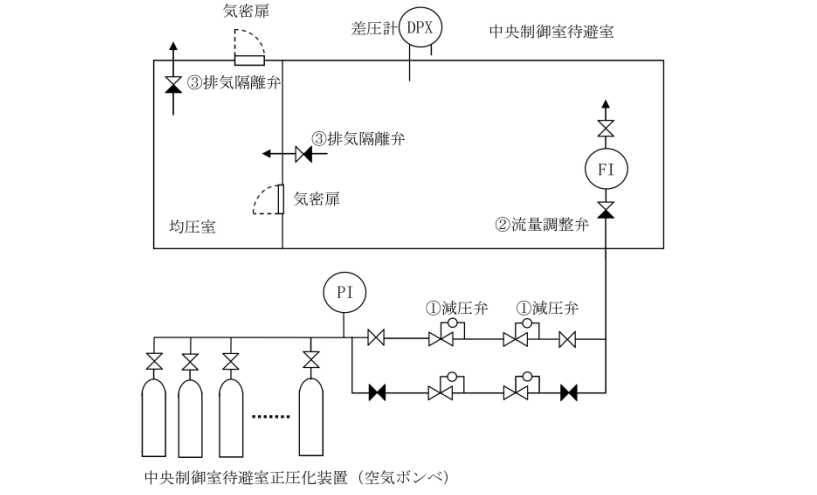 気密扉
差圧計
DPX
中央制御室待避室
③排気隔離弁
③排気隔離弁
FI
気密扉
②流量調整弁
均圧室
PI
①減圧弁
①減圧弁
中央制御室待避室正圧化装置（空気ボンベ）